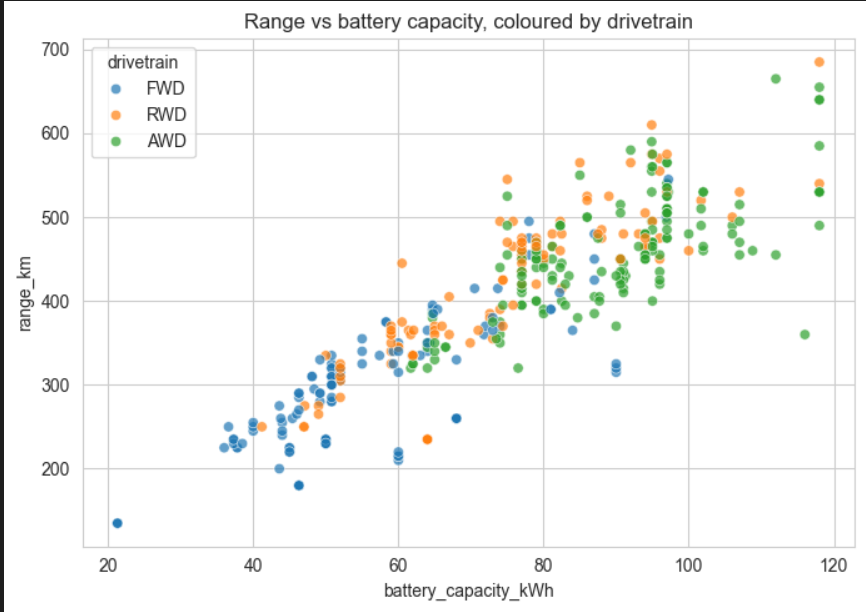 Range vs battery capacity, coloured by drivetrain
700
600
500
400
300
200
range_km
drivetrain
FWD
RWD
AWD
20
40
60
80
100
120
battery_capacity_kWh